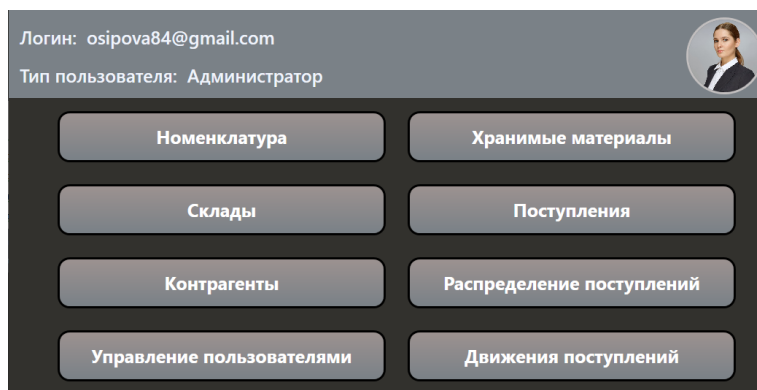 Логин: osipova84@gmail.com
Тип пользователя: Администратор
Номенклатура
Хранимые материалы
Склады
Поступления
Контрагенты
Распределение поступлений
Управление пользователями
Движения поступлений